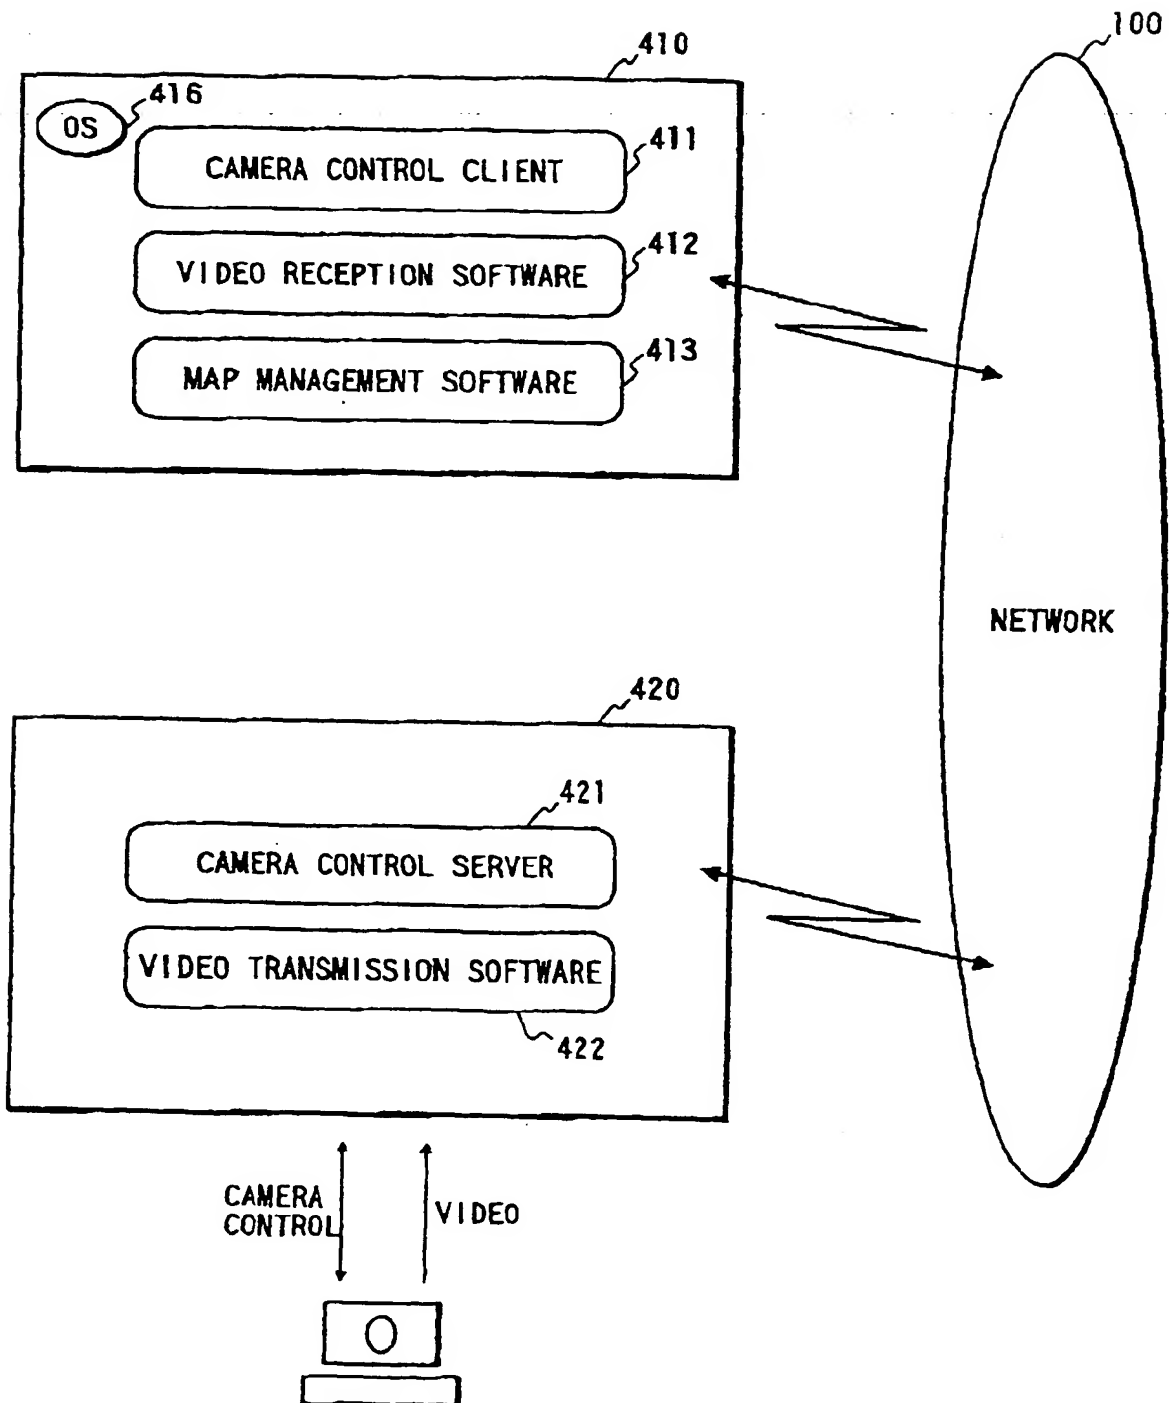 100
410
416
OS
411
CAMERA CONTROL CLIENT
412
VIDEO RECEPTION SOFTWARE
413
MAP MANAGEMENT SOFTWARE
NETWORK
420
421
CAMERA CONTROL SERVER
VIDEO TRANSMISSION SOFTWARE
422
CAMERA
CONTROL
VIDEO